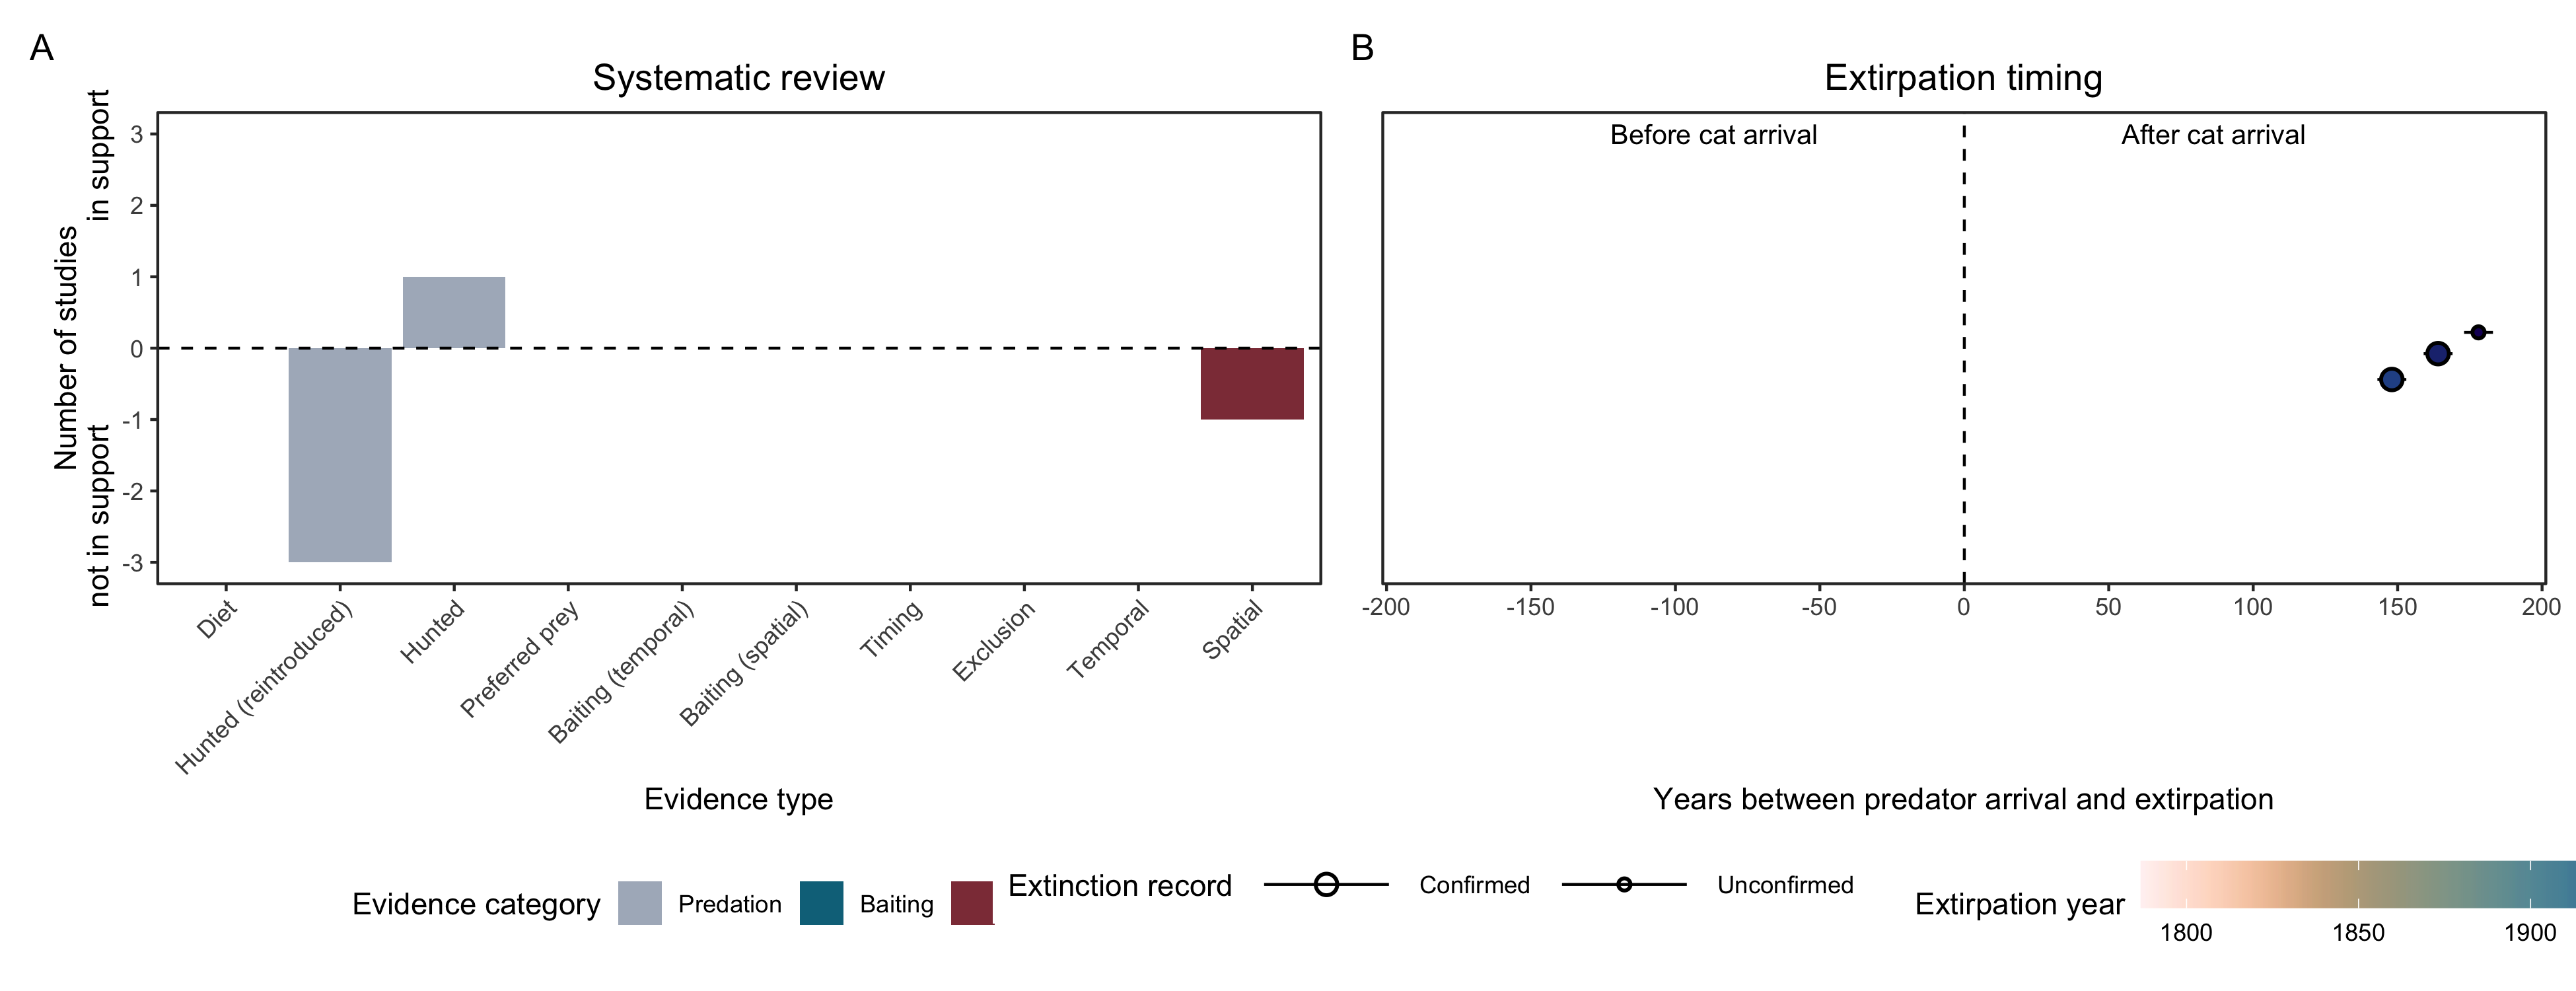 A
Systematic review
Number of studies
not in support
in support
3
2
1
0
-1
-2
-3
Diet
Hunted (reintroduced)
Hunted
Preferred prey
Baiting (temporal)
Baiting (spatial)
Timing
Exclusion
Temporal
Spatial
Evidence type
Evidence category
Predation
Baiting
B
Extirpation timing
Before cat arrival
After cat arrival
-200
-150
-100
-50
0
50
100
150
200
Years between predator arrival and extirpation
Extinction record
Confirmed
Unconfirmed
Extirpation year
1800
1850
1900